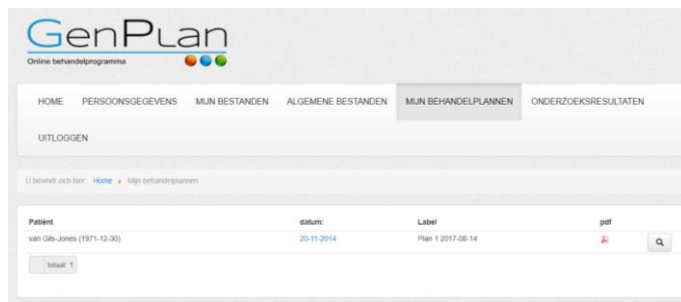 GenPlan
Online behandelprogramma
HOME PERSOONSGEGEVENS MIJN BESTANDEN ALGEMENE BESTANDEN MIJN BEHANDELPLANNEN ONDERZOEKSRESULTATEN
UITLOGGEN
U bevindt zich hier: Home Mijn behandelplannen
Patiënt datum: Label pdf
van Gils-Jones (1971-12-30) 20-11-2014 Plan 1 2017-08-14
totaal: 1